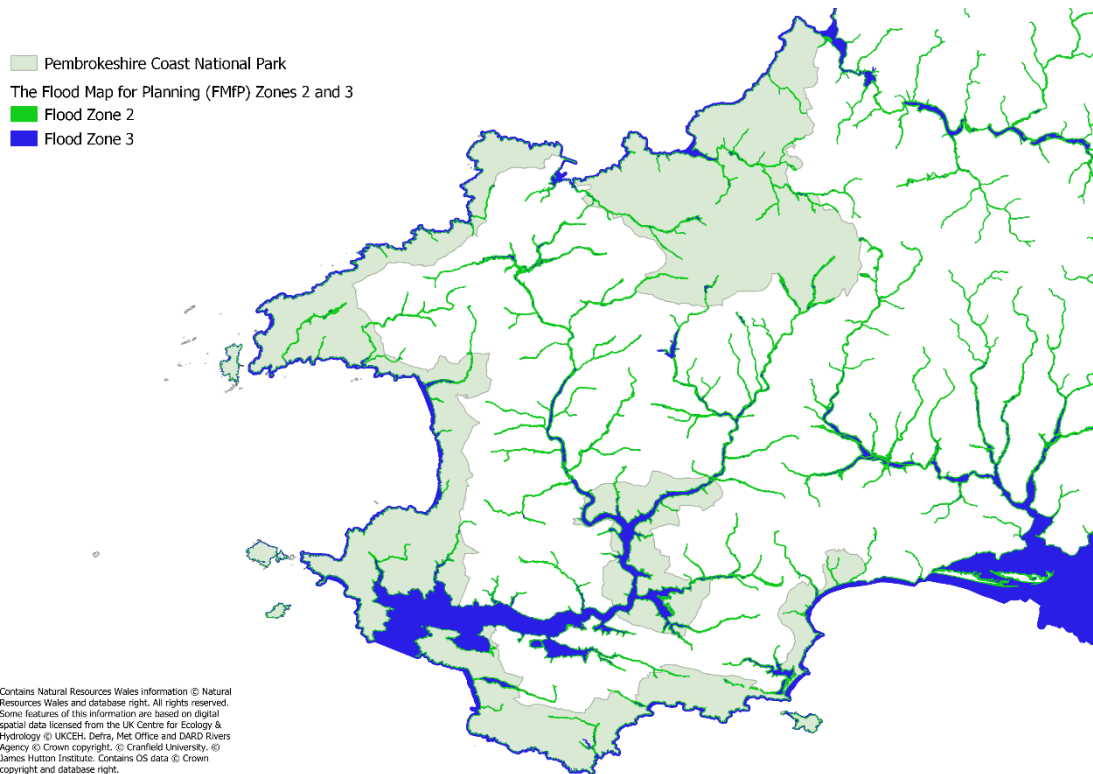 Pembrokeshire Coast National Park
The Flood Map for Planning (FMfP) Zones 2 and 3
Flood Zone 2
Flood Zone 3
Contains Natural Resources Wales information © Natural
Resources Wales and database right. All rights reserved.
Some features of this information are based on digital
spatial data licensed from the UK Centre for Ecology &
Hydrology © UKCEH. Defra, Met Office and DARD Rivers
Agency © Crown copyright. © Cranfield University. ©
James Hutton Institute. Contains OS data © Crown
copyright and database right.